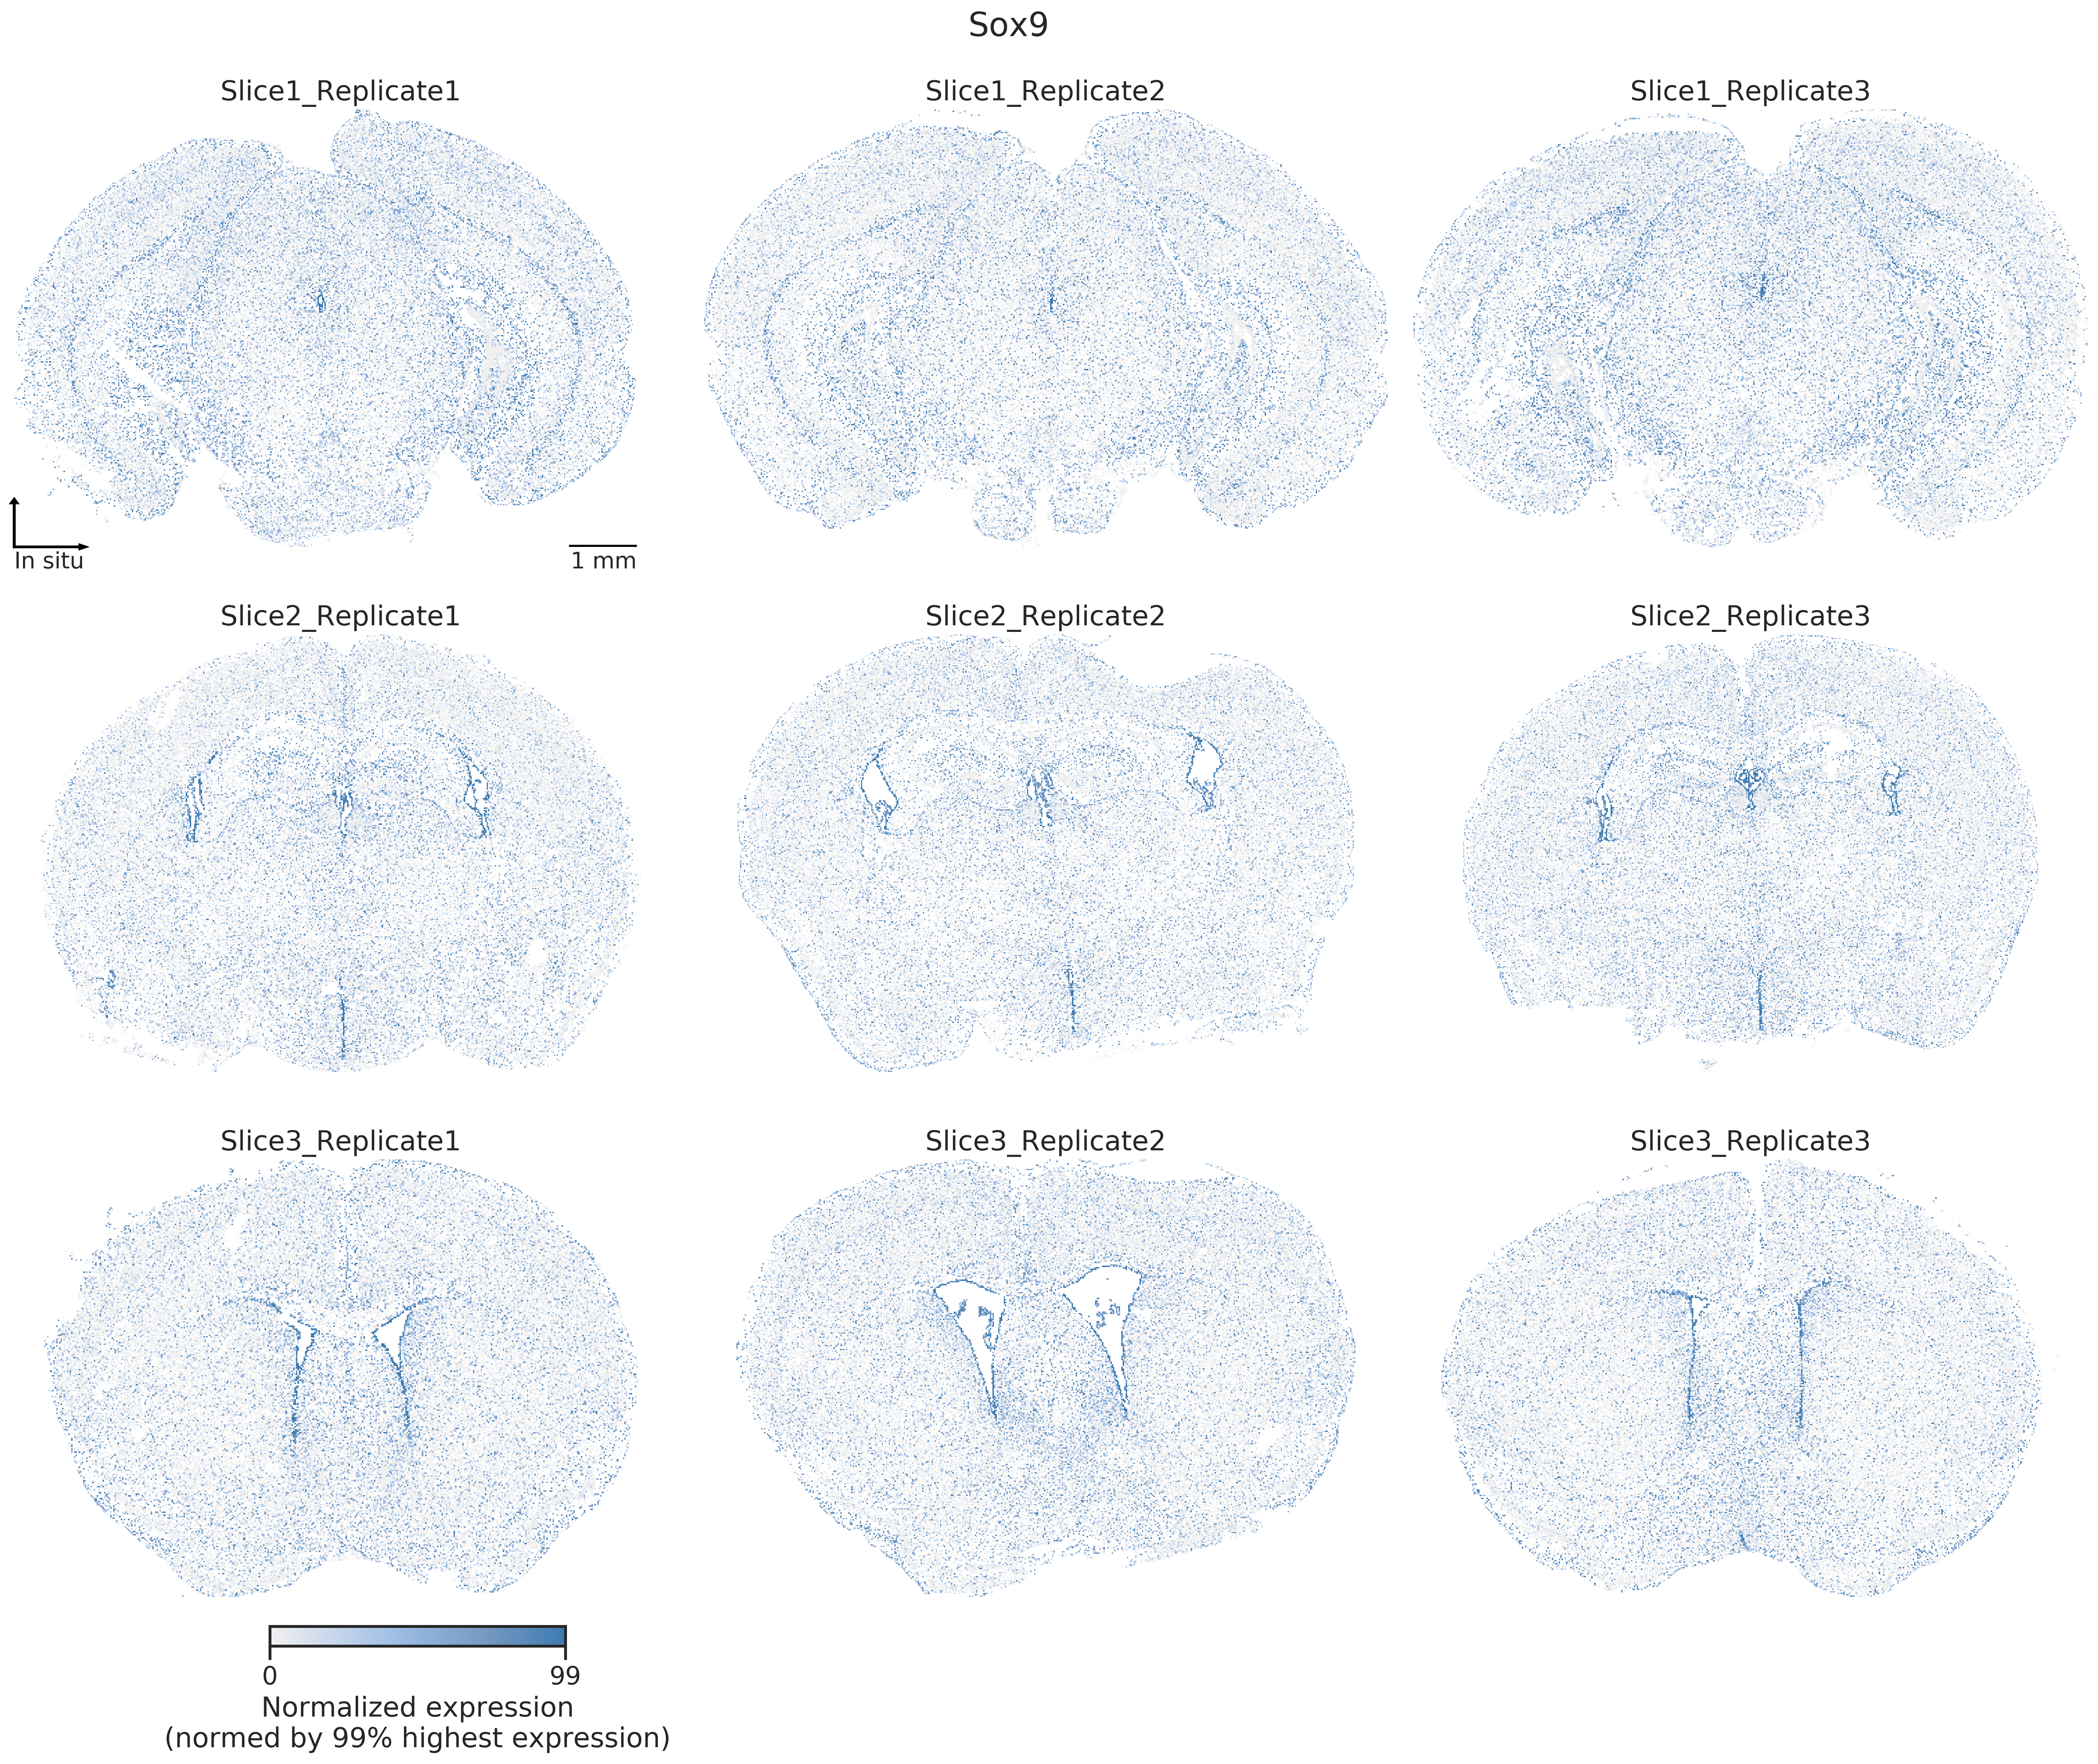 Sox9
Slice1_Replicate1
Slice1_Replicate2
Slice1_Replicate3
In situ
1 mm
Slice2_Replicate1
Slice2_Replicate2
Slice2_Replicate3
Slice3_Replicate1
Slice3_Replicate2
Slice3_Replicate3
0
99
Normalized expression
(normed by 99% highest expression)